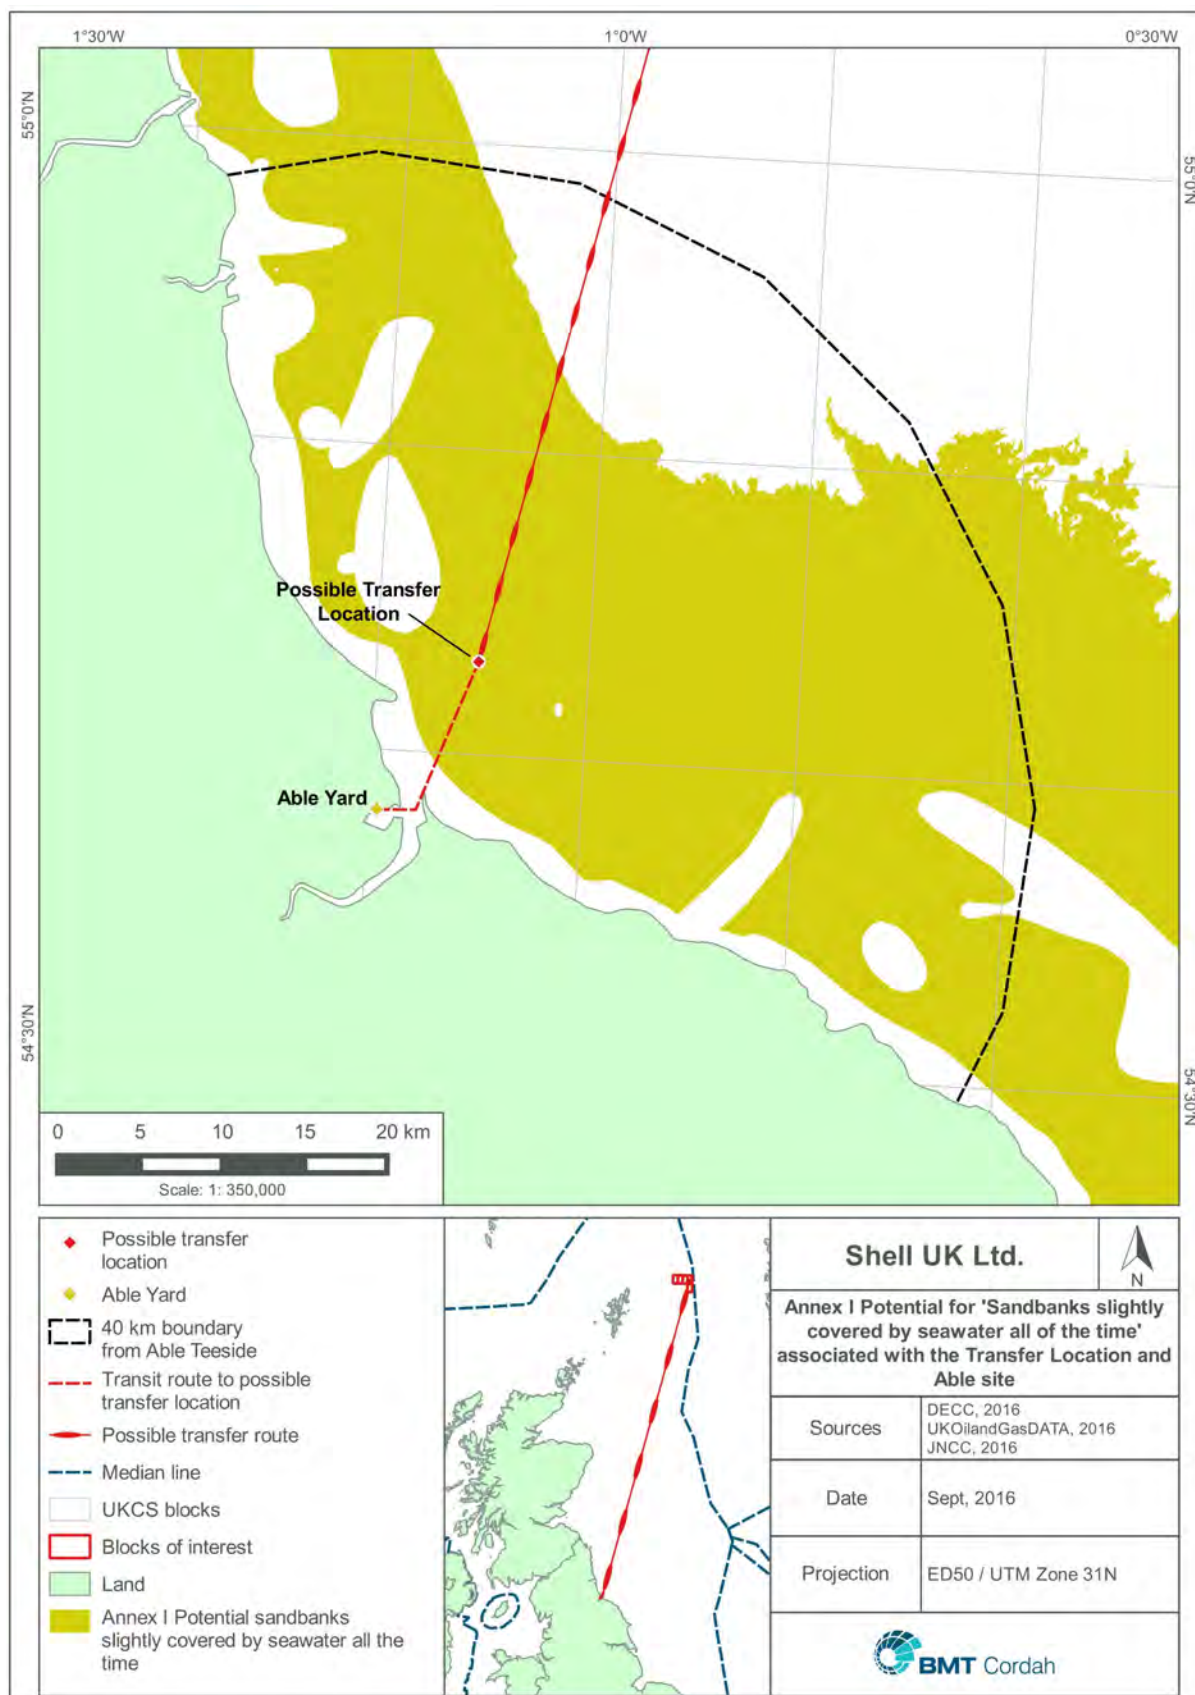 1°30'W
1°0'W
0°30'W
55°0'N
55°0'N
Possible Transfer
Location
Able Yard
54°30'N
54°30'N
0 5 10 15 20 km
Scale: 1: 350,000
Possible transfer
location
Able Yard
40 km boundary
from Able Teeside
Transit route to possible
transfer location
Possible transfer route
Median line
UKCS blocks
Blocks of interest
Land
Annex I Potential sandbanks
slightly covered by seawater all the
time
Shell UK Ltd.
N
Annex I Potential for 'Sandbanks slightly
covered by seawater all of the time'
associated with the Transfer Location and
Able site
Sources
DECC, 2016
UKOilandGasDATA, 2016
JNCC, 2016
Date
Sept, 2016
Projection
ED50 / UTM Zone 31N
BMT Cordah